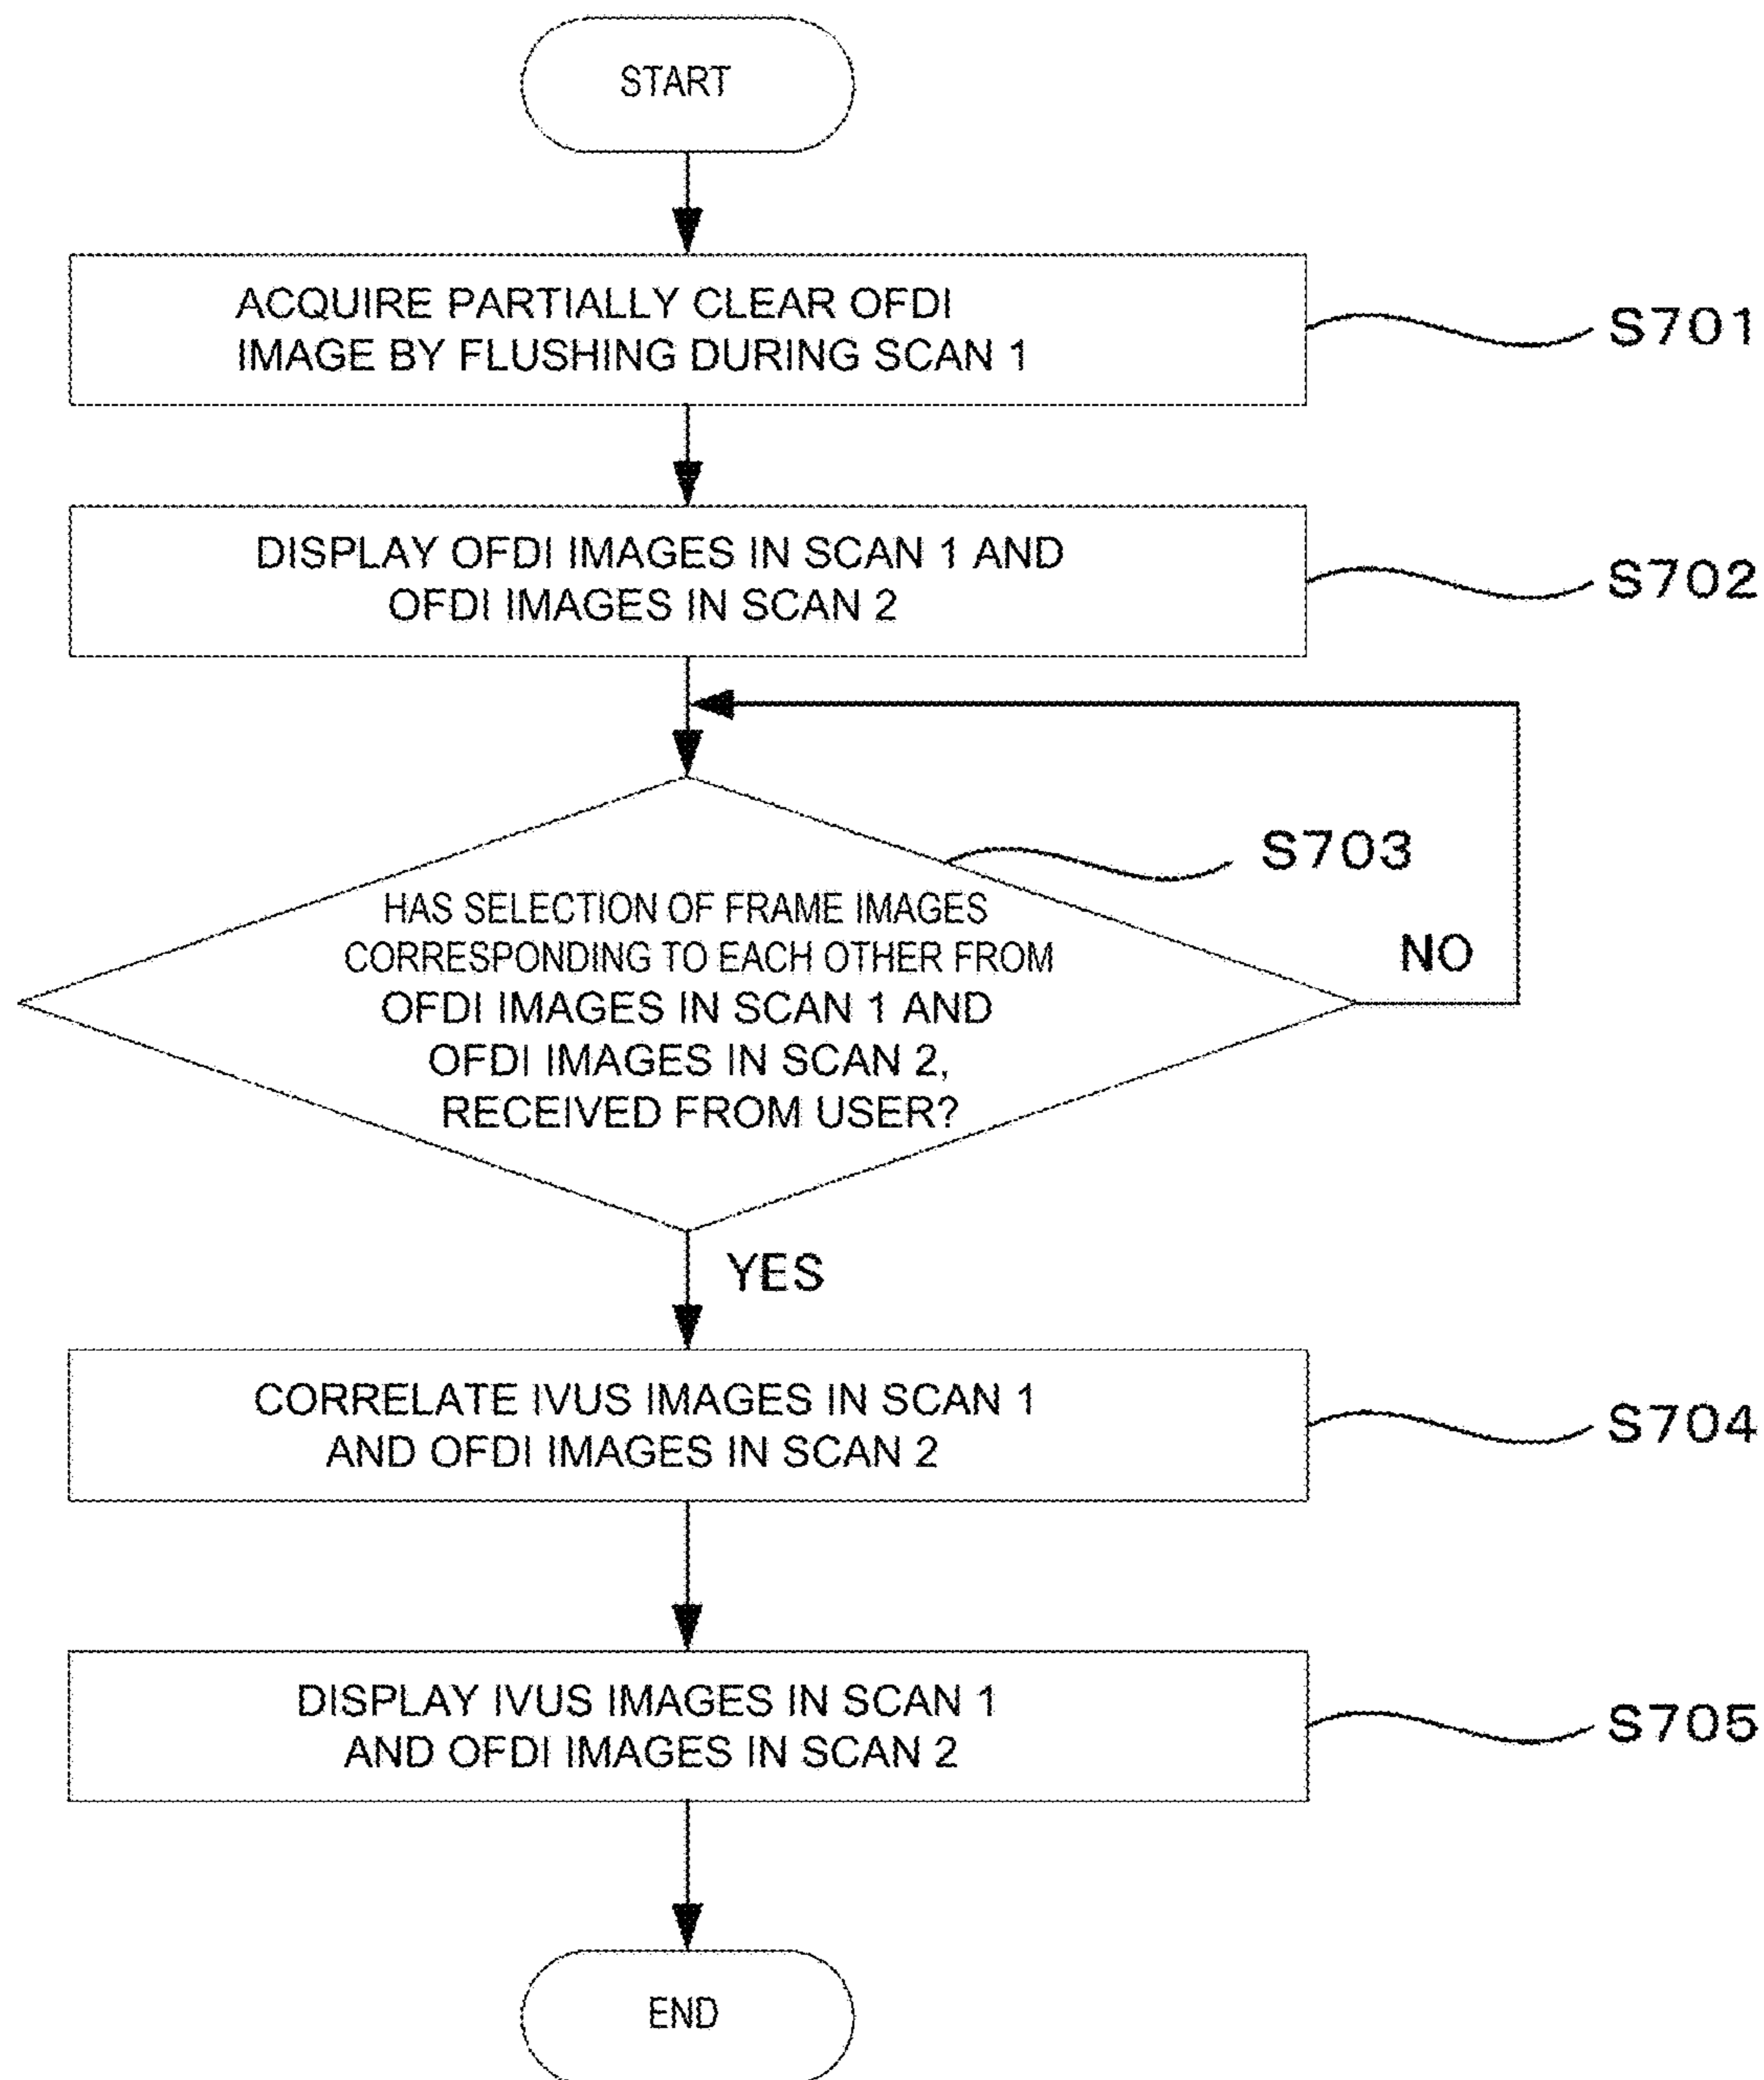 START
ACQUIRE PARTIALLY CLEAR OFDI
IMAGE BY FLUSHING DURING SCAN 1
S701
DISPLAY OFDI IMAGES IN SCAN 1 AND
OFDI IMAGES IN SCAN 2
S702
S703
HAS SELECTION OF FRAME IMAGES
CORRESPONDING TO EACH OTHER FROM
OFDI IMAGES IN SCAN 1 AND
OFDI IMAGES IN SCAN 2,
RECEIVED FROM USER?
NO
YES
CORRELATE IVUS IMAGES IN SCAN 1
AND OFDI IMAGES IN SCAN 2
S704
DISPLAY IVUS IMAGES IN SCAN 1
AND OFDI IMAGES IN SCAN 2
S705
END